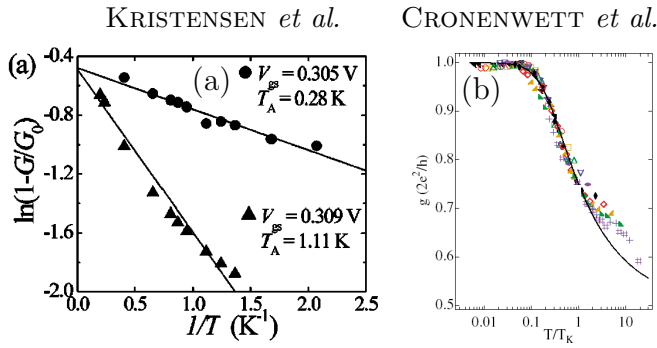 KRISTENSEN et al.
CRONENWETT et al.
(a)
(a)
V_gs = 0.305 V
T_A = 0.28 K
V_gs = 0.309 V
T_A = 1.11 K
ln(1-G/G_0)
-0.4
-0.8
-1.2
-1.6
-2.0
0.0 0.5 1.0 1.5 2.0 2.5
1/T (K^-1)
(b)
g (2e²/h)
1.0
0.9
0.8
0.7
0.6
0.5
0.01 0.1 1 10
T/T_K